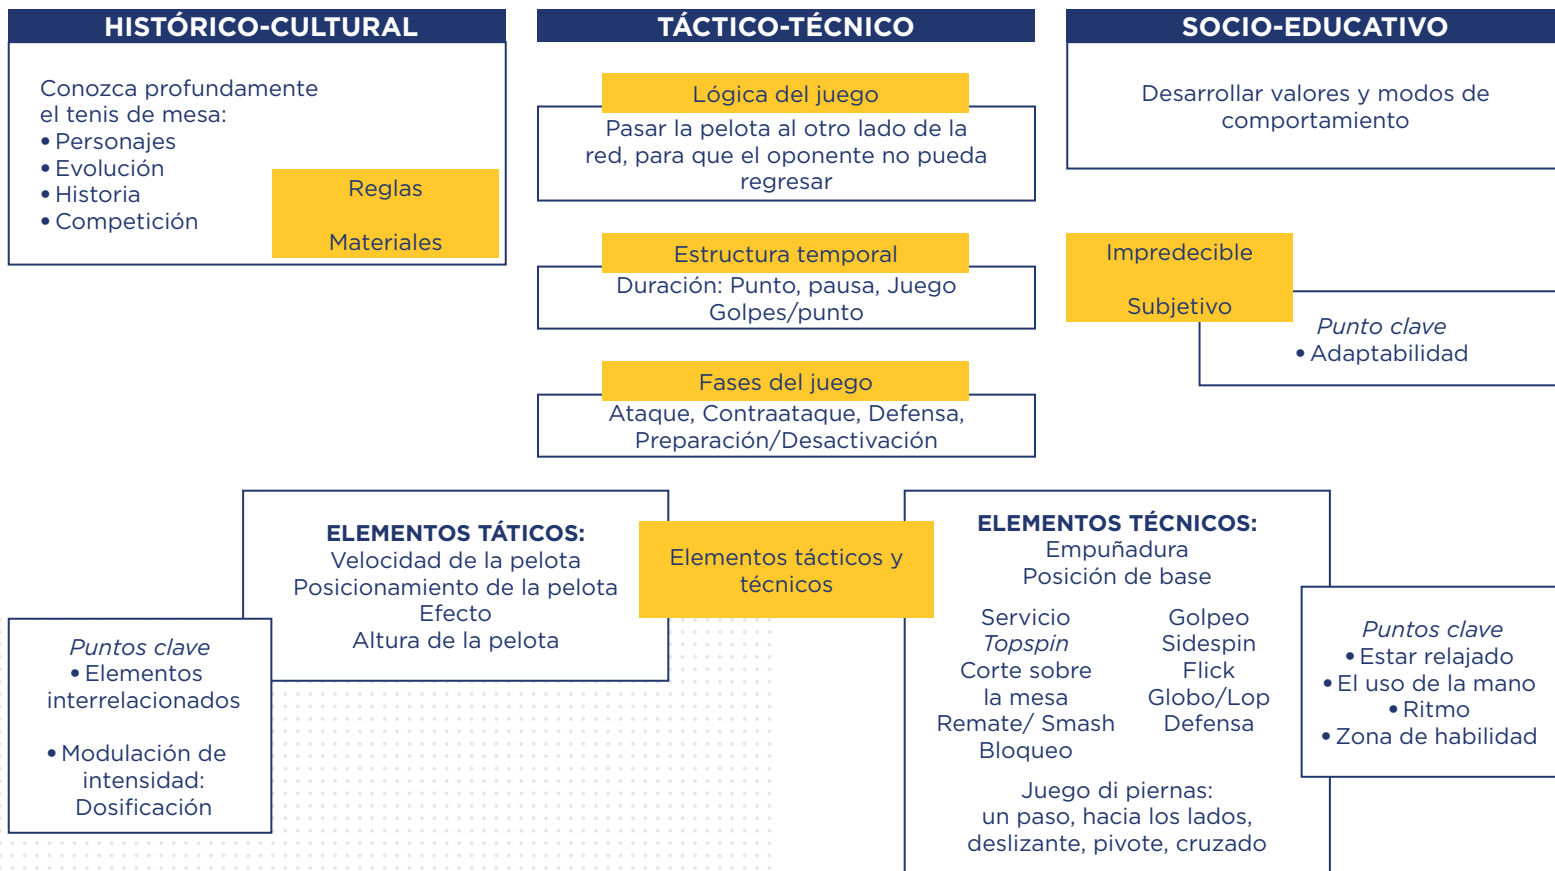 HISTÓRICO-CULTURAL
Conozca profundamente
el tenis de mesa:
• Personajes
• Evolución
• Historia
• Competición
Reglas
Materiales
TÁCTICO-TÉCNICO
Lógica del juego
Pasar la pelota al otro lado de la
red, para que el oponente no pueda
regresar
Estructura temporal
Duración: Punto, pausa, Juego
Golpes/punto
Fases del juego
Ataque, Contraataque, Defensa,
Preparación/Desactivación
SOCIO-EDUCATIVO
Desarrollar valores y modos de
comportamiento
Impredecible
Subjetivo
Punto clave
• Adaptabilidad
ELEMENTOS TÁTICOS:
Velocidad de la pelota
Posicionamiento de la pelota
Efecto
Altura de la pelota
Puntos clave
• Elementos
interrelacionados
• Modulación de
intensidad:
Dosificación
Elementos tácticos y
técnicos
ELEMENTOS TÉCNICOS:
Empuñadura
Posición de base
Servicio
Topspin
Corte sobre
la mesa
Remate/ Smash
Bloqueo
Golpeo
Sidespin
Flick
Globo/Lop
Defensa
Juego di piernas:
un paso, hacia los lados,
deslizante, pivote, cruzado
Puntos clave
• Estar relajado
• El uso de la mano
• Ritmo
• Zona de habilidad